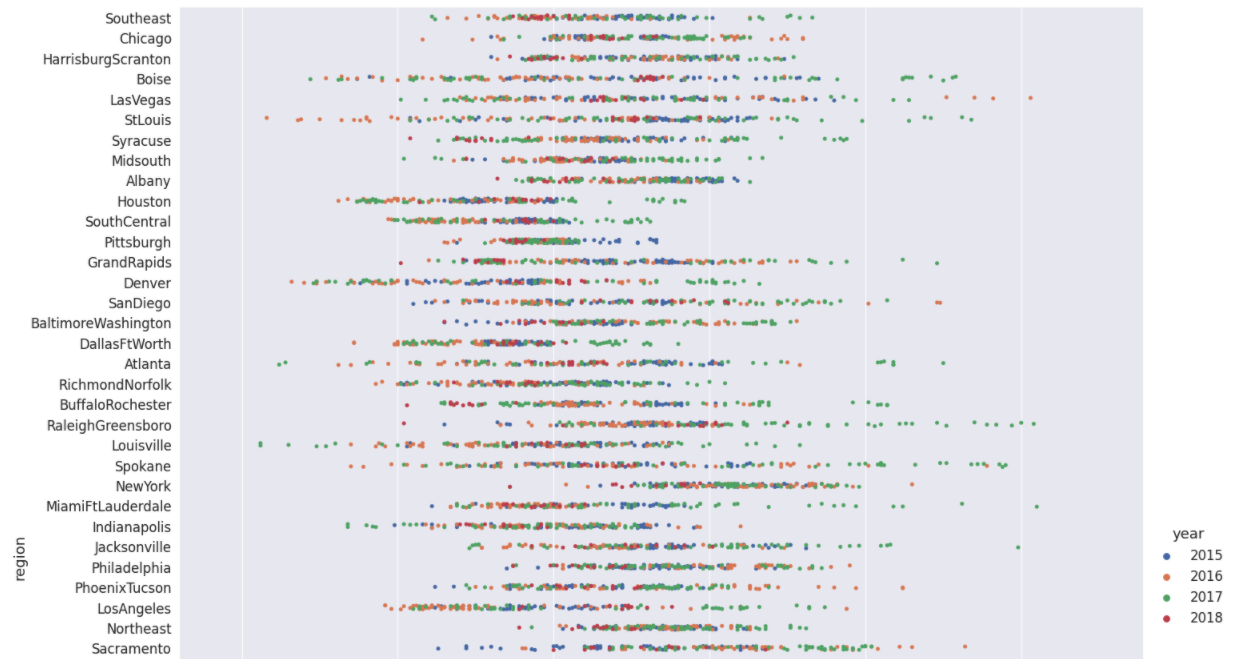 Southeast
Chicago
HarrisburgScranton
Boise
LasVegas
StLouis
Syracuse
Midsouth
Albany
Houston
SouthCentral
Pittsburgh
GrandRapids
Denver
SanDiego
BaltimoreWashington
DallasFtWorth
Atlanta
RichmondNorfolk
BuffaloRochester
RaleighGreensboro
Louisville
Spokane
NewYork
MiamiFtLauderdale
Indianapolis
Jacksonville
Philadelphia
PhoenixTucson
LosAngeles
Northeast
Sacramento
region
year
2015
2016
2017
2018